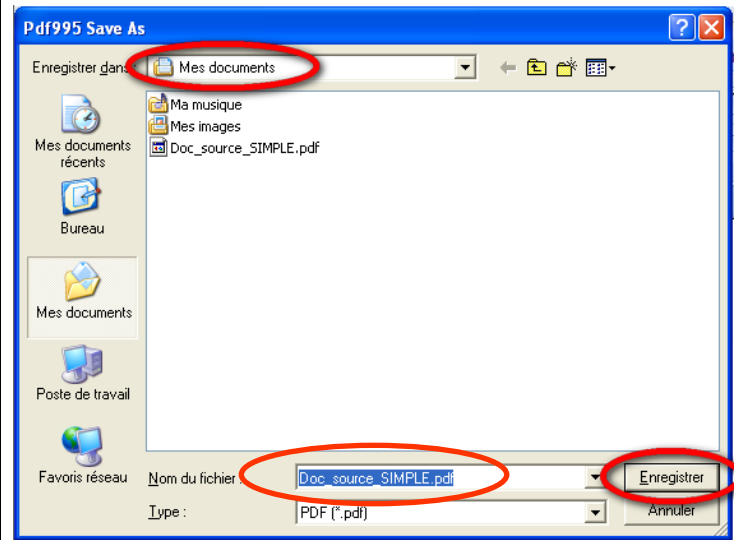 Pdf995 Save As
Enregistrer dans : Mes documents
Ma musique
Mes images
Doc_source_SIMPLE.pdf
Mes documents
récents
Bureau
Mes documents
Poste de travail
Favoris réseau
Nom du fichier : Doc_source_SIMPLE.pdf Enregistrer
Type : PDF (*.pdf) Annuler